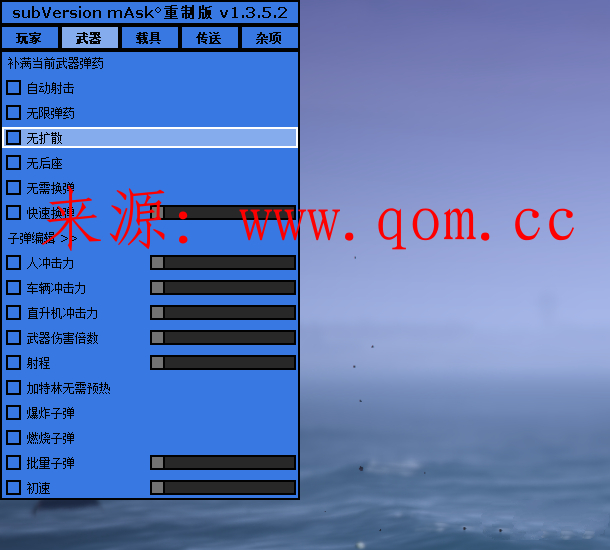 subVersion mAsk°重制版 v1.3.5.2
玩家 武器 载具 传送 杂项
补满当前武器弹药
自动射击
无限弹药
无扩散
无后座
无需换弹
快速换弹
来源：www.qom.cc
子弹编辑 >>
人冲击力
车辆冲击力
直升机冲击力
武器伤害倍数
射程
加特林无需预热
爆炸子弹
燃烧子弹
批量子弹
初速